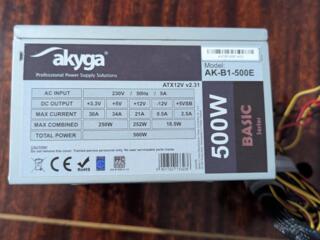 akyga
Professional Power Supply Solutions
Model:
AK-B1-500E
ATX12V v2.31
AC INPUT 230V / 50Hz / 5A
DC OUTPUT +3.3V +5V +12V -12V +5VSB
MAX CURRENT 30A 34A 21A 0.5A 2.5A
MAX COMBINED 250W 252W 18.5W
TOTAL POWER 500W
500W
BASIC
Series
CAUTION!